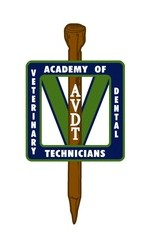 ACADEMY OF
VETERINARY
DENTAL
TECHNICIANS
AVDT